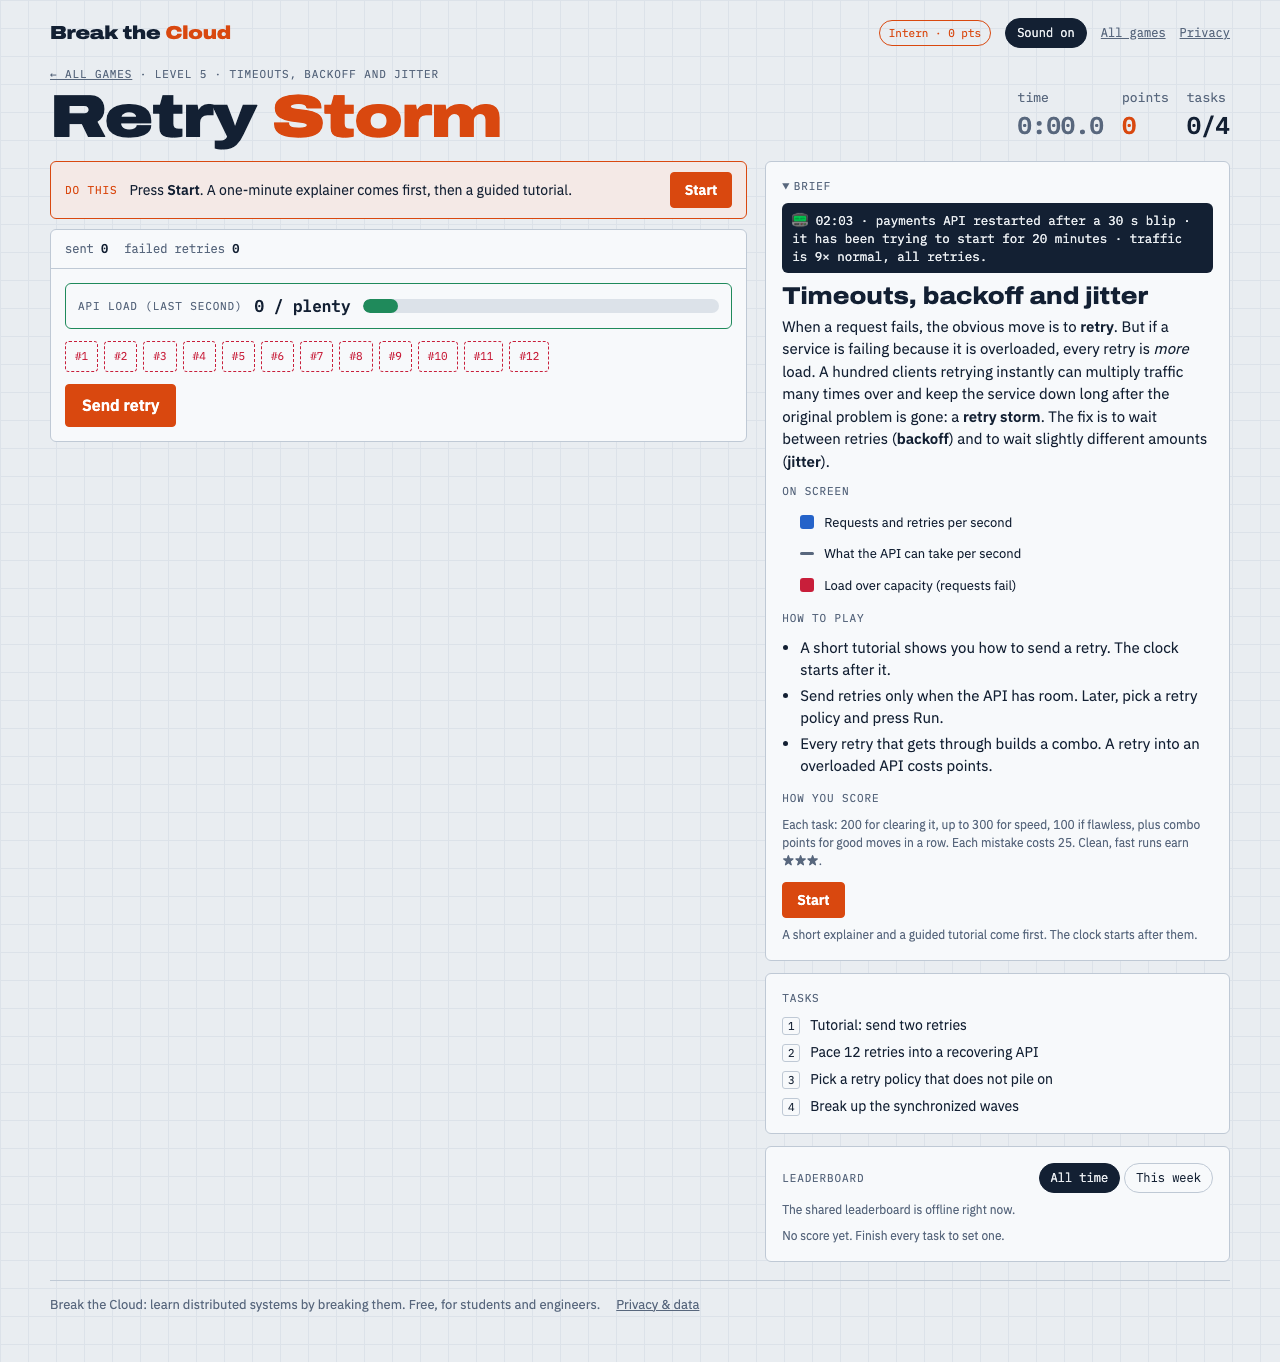 Break the Cloud
Intern · 0 pts
Sound on
All games
Privacy
← ALL GAMES · LEVEL 5 · TIMEOUTS, BACKOFF AND JITTER
Retry Storm
time
0:00.0
points
0
tasks
0/4
DO THIS Press Start. A one-minute explainer comes first, then a guided tutorial.
Start
sent 0 failed retries 0
API LOAD (LAST SECOND) 0 / plenty
#1 #2 #3 #4 #5 #6 #7 #8 #9 #10 #11 #12
Send retry
▼ BRIEF
02:03 · payments API restarted after a 30 s blip ·
it has been trying to start for 20 minutes · traffic
is 9× normal, all retries.
Timeouts, backoff and jitter
When a request fails, the obvious move is to retry. But if a
service is failing because it is overloaded, every retry is more
load. A hundred clients retrying instantly can multiply traffic
many times over and keep the service down long after the
original problem is gone: a retry storm. The fix is to wait
between retries (backoff) and to wait slightly different amounts
(jitter).
ON SCREEN
Requests and retries per second
What the API can take per second
Load over capacity (requests fail)
HOW TO PLAY
• A short tutorial shows you how to send a retry. The clock
starts after it.
• Send retries only when the API has room. Later, pick a retry
policy and press Run.
• Every retry that gets through builds a combo. A retry into an
overloaded API costs points.
HOW YOU SCORE
Each task: 200 for clearing it, up to 300 for speed, 100 if flawless, plus combo
points for good moves in a row. Each mistake costs 25. Clean, fast runs earn
★★★.
Start
A short explainer and a guided tutorial come first. The clock starts after them.
TASKS
1 Tutorial: send two retries
2 Pace 12 retries into a recovering API
3 Pick a retry policy that does not pile on
4 Break up the synchronized waves
LEADERBOARD
All time
This week
The shared leaderboard is offline right now.
No score yet. Finish every task to set one.
Break the Cloud: learn distributed systems by breaking them. Free, for students and engineers.
Privacy & data